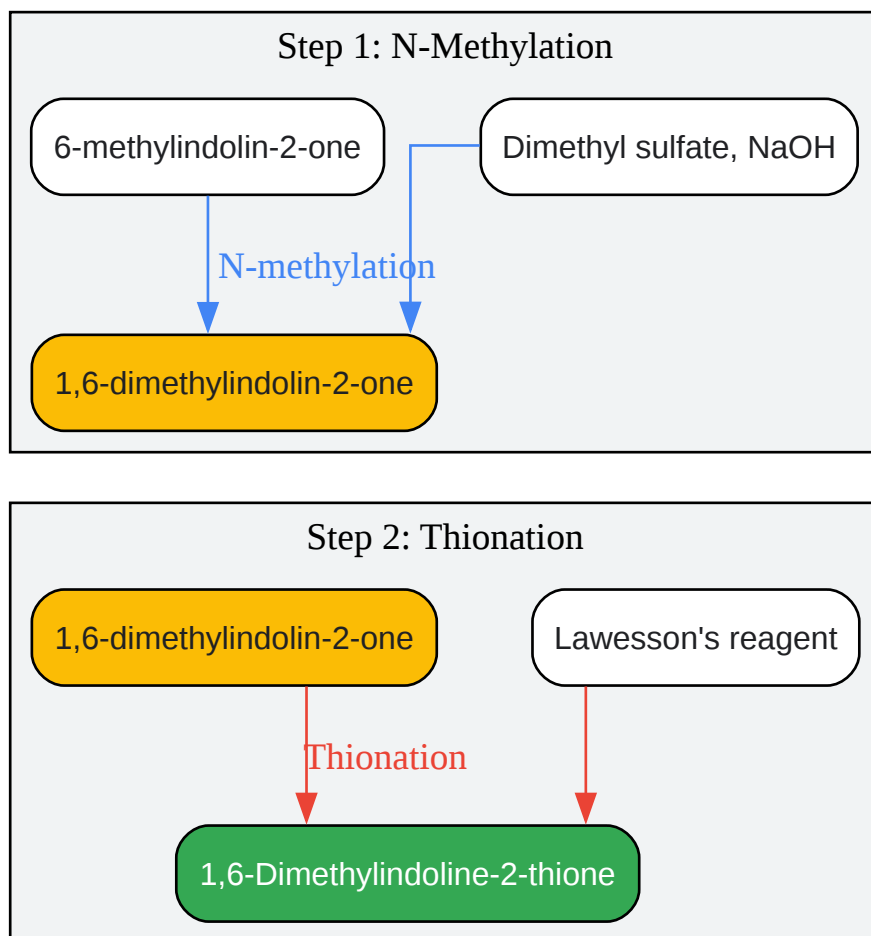 Step 1: N-Methylation
6-methylindolin-2-one
Dimethyl sulfate, NaOH
N-methylation
1,6-dimethylindolin-2-one
Step 2: Thionation
1,6-dimethylindolin-2-one
Lawesson's reagent
Thionation
1,6-Dimethylindoline-2-thione